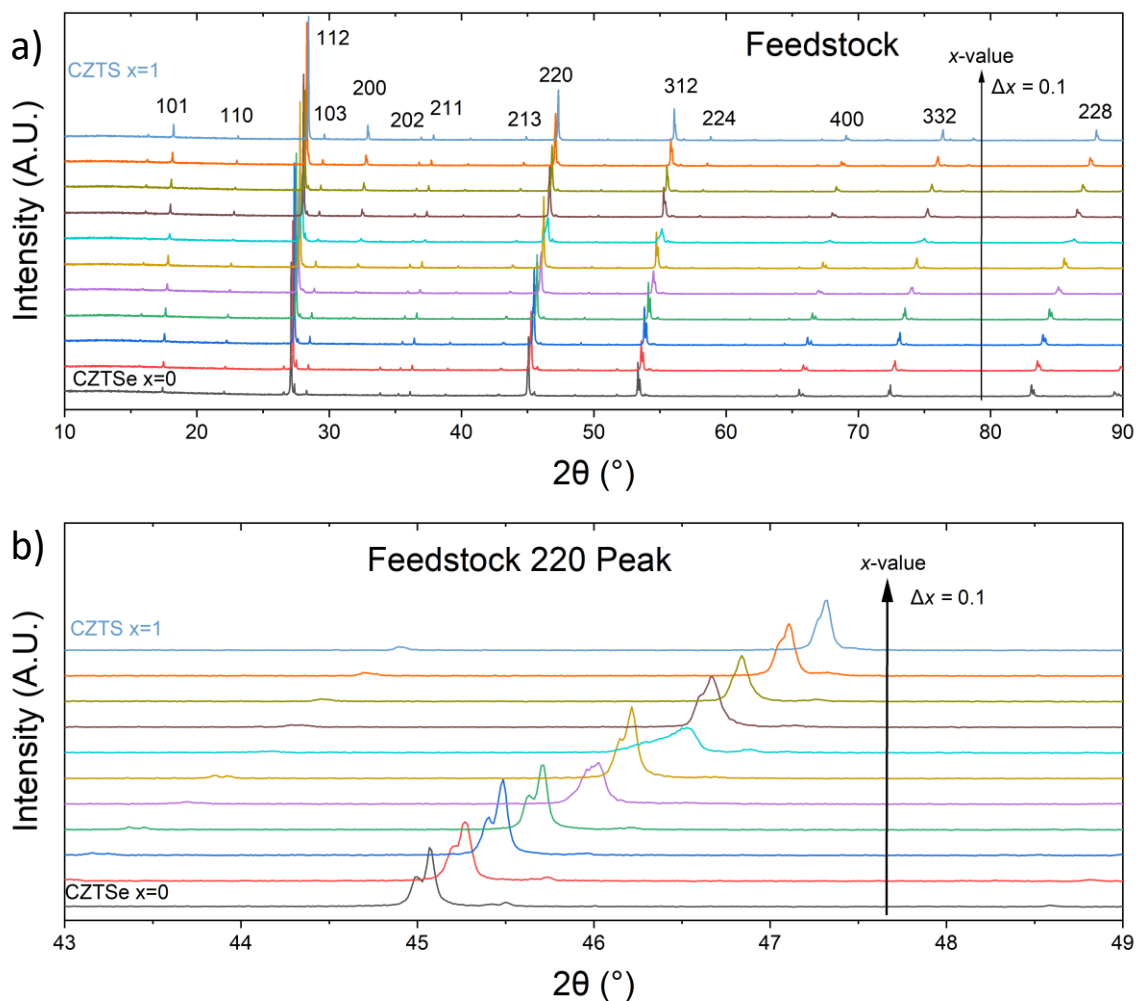 a)
Feedstock
x-value
Δx = 0.1
CZTS x=1
112
101
110
103
200
202
211
213
220
312
224
400
332
228
CZTSe x=0
Intensity (A.U.)
10 20 30 40 50 60 70 80 90
2θ (°)
b)
Feedstock 220 Peak
x-value
Δx = 0.1
CZTS x=1
CZTSe x=0
Intensity (A.U.)
43 44 45 46 47 48 49
2θ (°)